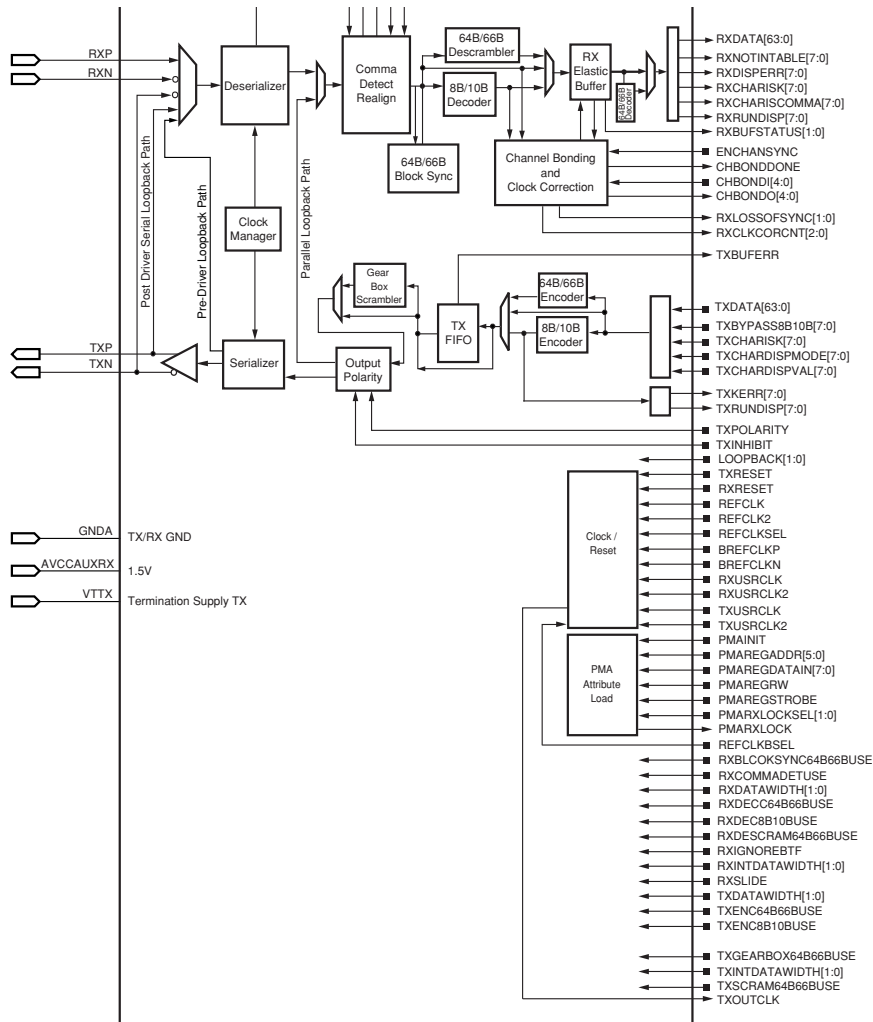 RXP
RXN
Deserializer
Comma
Detect
Realign
64B/66B
Descrambler
8B/10B
Decoder
64B/66B
Block Sync
RX
Elastic
Buffer
64B/66B
Decoder
Channel Bonding
and
Clock Correction
RXDATA[63:0]
RXNOTINTABLE[7:0]
RXDISPERR[7:0]
RXCHARISK[7:0]
RXCHARISCOMMA[7:0]
RXRUNDISP[7:0]
RXBUFSTATUS[1:0]
ENCHANSYNC
CHBONDDONE
CHBONDI[4:0]
CHBONDO[4:0]
RXLOSSOFSYNC[1:0]
RXCLKCORCNT[2:0]
TXBUFERR
Post Driver Serial Loopback Path
Pre-Driver Loopback Path
Clock
Manager
Parallel Loopback Path
Gear
Box
Scrambler
TX
FIFO
64B/66B
Encoder
8B/10B
Encoder
TXDATA[63:0]
TXBYPASS8B10B[7:0]
TXCHARISK[7:0]
TXCHARDISPMODE[7:0]
TXCHARDISPVAL[7:0]
TXKERR[7:0]
TXRUNDISP[7:0]
TXP
TXN
Serializer
Output
Polarity
TXPOLARITY
TXINHIBIT
LOOPBACK[1:0]
TXRESET
RXRESET
REFCLK
REFCLK2
REFCLKSEL
BREFCLKP
BREFCLKN
RXUSRCLK
RXUSRCLK2
TXUSRCLK
TXUSRCLK2
Clock /
Reset
GNDA
TX/RX GND
AVCCAUXRX
1.5V
VTTX
Termination Supply TX
PMA
Attribute
Load
PMAINIT
PMAREGADDR[5:0]
PMAREGDATAIN[7:0]
PMAREGRW
PMAREGSTROBE
PMARXLOCKSEL[1:0]
PMARXLOCK
REFCLKBSEL
RXBLCOKSYNC64B66BUSE
RXCOMMADETUSE
RXDATAWIDTH[1:0]
RXDECC64B66BUSE
RXDEC8B10BUSE
RXDESCRAM64B66BUSE
RXIGNOREBTF
RXINTDATAWIDTH[1:0]
RXSLIDE
TXDATAWIDTH[1:0]
TXENC64B66BUSE
TXENC8B10BUSE
TXGEARBOX64B66BUSE
TXINTDATAWIDTH[1:0]
TXSCRAM64B66BUSE
TXOUTCLK